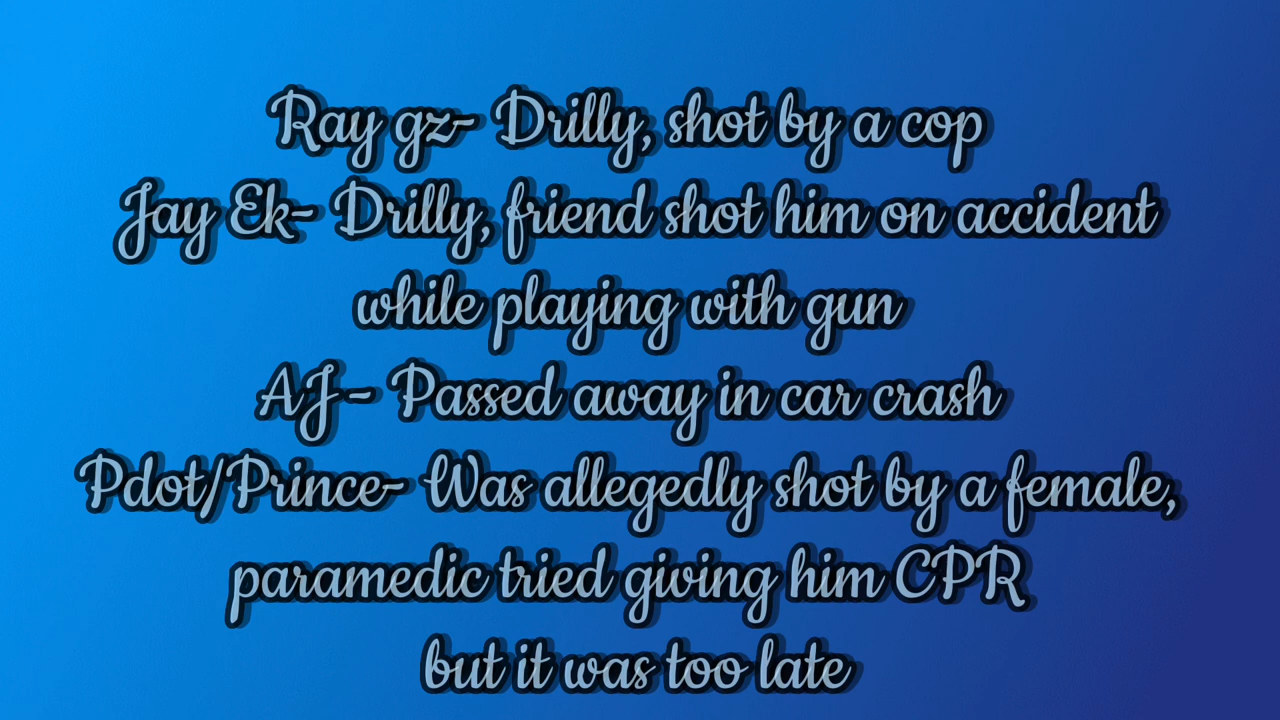 Ray gz- Drilly, shot by a cop
Jay Ek- Drilly, friend shot him on accident
while playing with gun
AJ- Passed away in car crash
Pdot/Prince- Was allegedly shot by a female,
paramedic tried giving him CPR
but it was too late